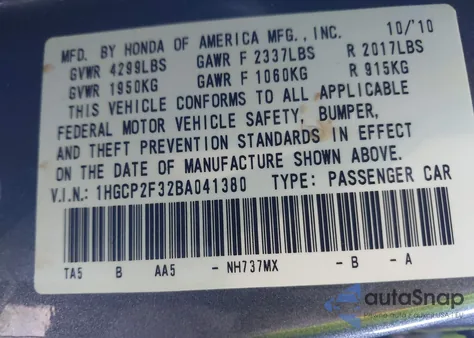 MFD. BY HONDA OF AMERICA MFG., INC. 10/'10
GVWR 4299LBS GAWR F 2337LBS R 2017LBS
GVWR 1950KG GAWR F 1060KG R 915KG
THIS VEHICLE CONFORMS TO ALL APPLICABLE
FEDERAL MOTOR VEHICLE SAFETY, BUMPER,
AND THEFT PREVENTION STANDARDS IN EFFECT
ON THE DATE OF MANUFACTURE SHOWN ABOVE.
V.I.N.: 1HGCP2F32BA041380 TYPE: PASSENGER CAR
TA5 B AA5 - NH737MX - B - A
autoSnap